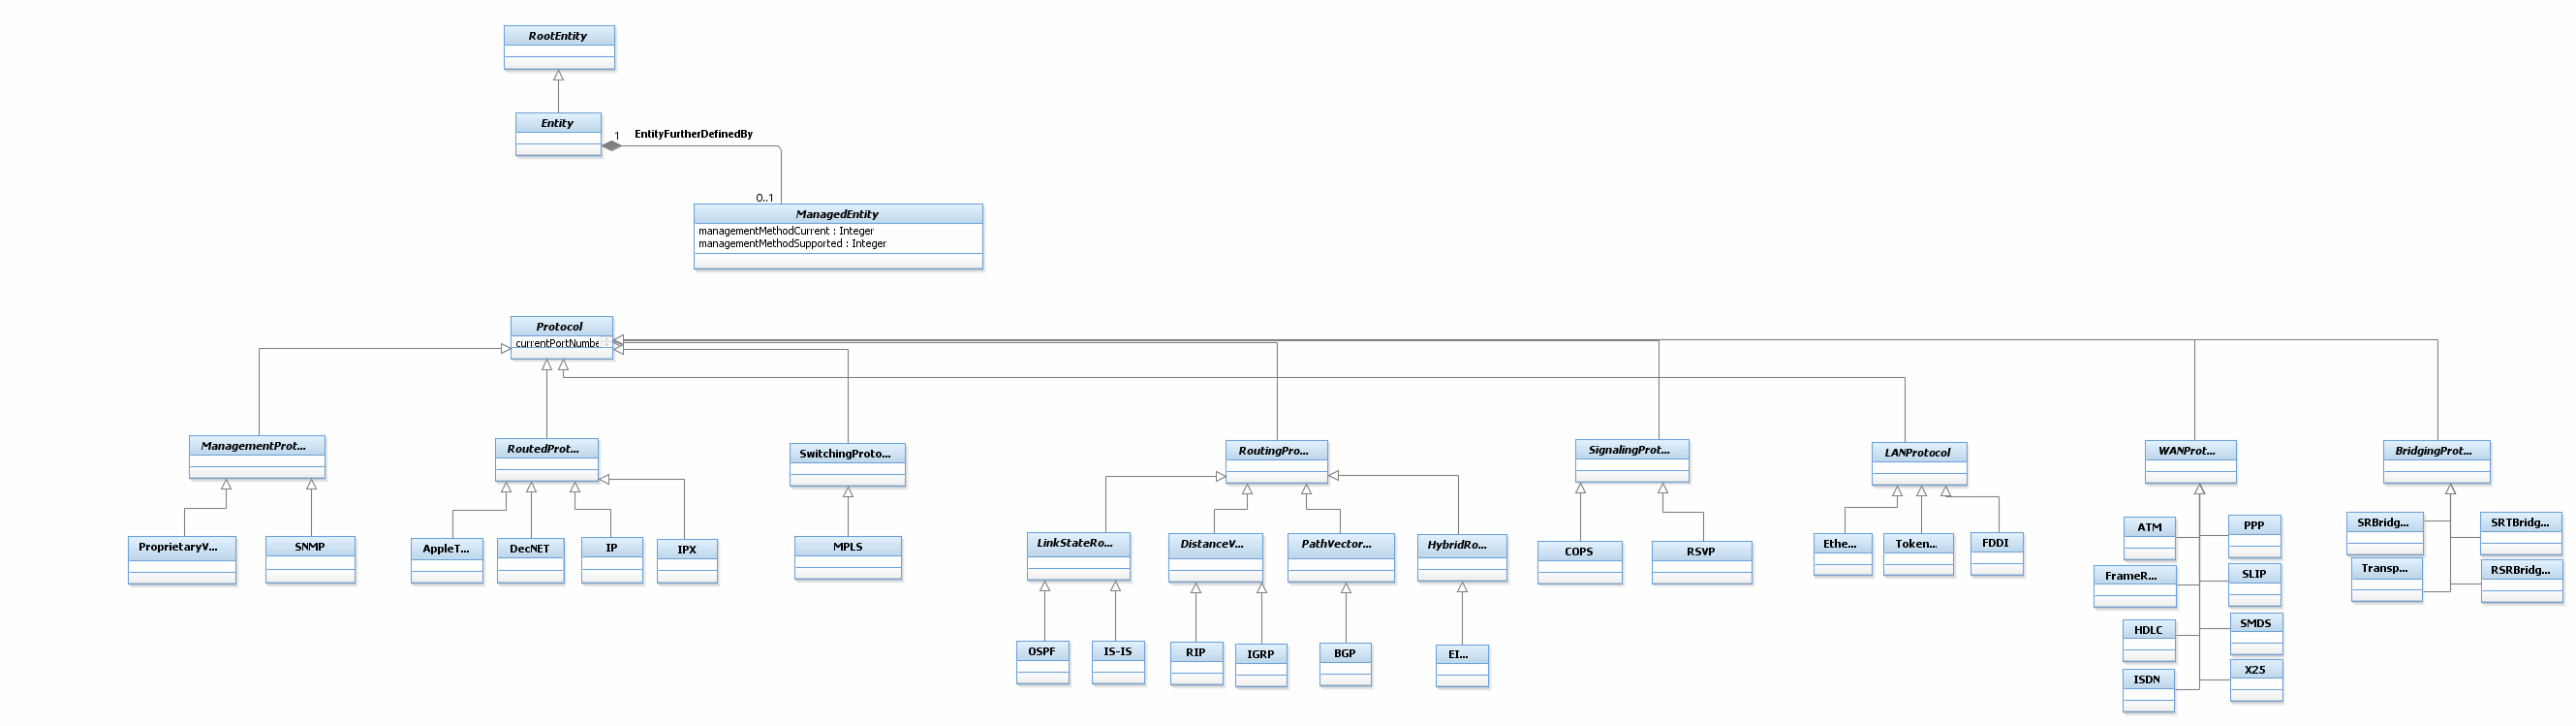 RootEntity
Entity
1
EntityFurtherDefinedBy
0..1
ManagedEntity
managementMethodCurrent : Integer
managementMethodSupported : Integer
Protocol
currentPortNumbe
ManagementProt...
RoutedProt...
SwitchingProto...
RoutingPro...
SignalingProt...
LANProtocol
WANProt...
BridgingProt...
ProprietaryV...
SNMP
AppleT...
DecNET
IP
IPX
MPLS
LinkStateRo...
DistanceV...
PathVector...
HybridRo...
COPS
RSVP
Ethe...
Token...
FDDI
ATM
PPP
FrameR...
SLIP
HDLC
SMDS
ISDN
X25
SRBridg...
SRTBridg...
Transp...
RSRBridg...
OSPF
IS-IS
RIP
IGRP
BGP
EI...